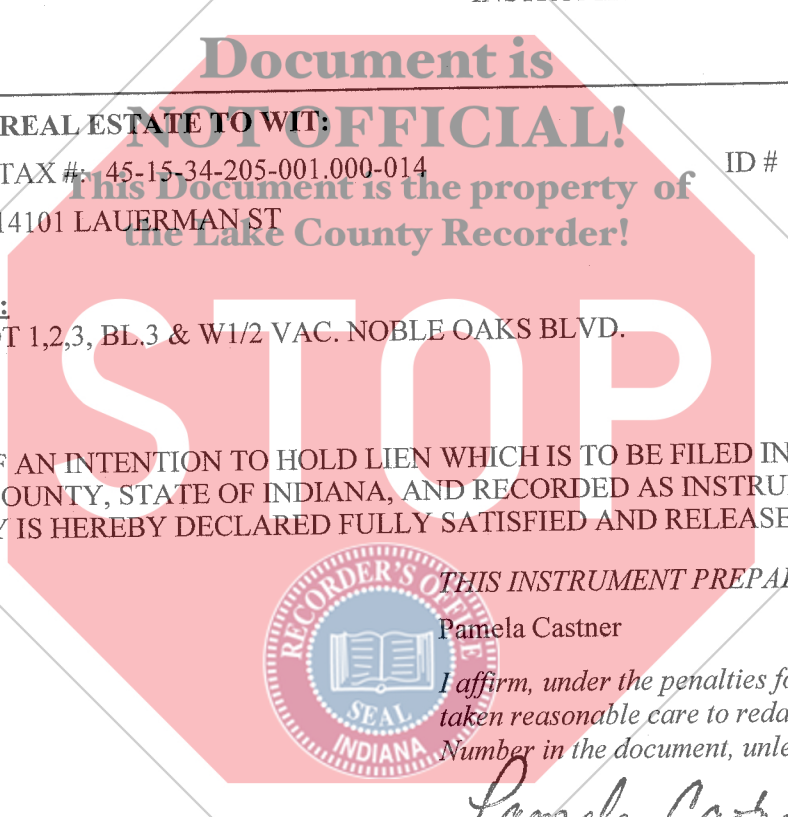 Document is
NOT OFFICIAL!
REAL ESTATE TO WIT:
TAX #: 45-15-34-205-001.000-014
ID #
This Document is the property of
14101 LAUERMAN ST
the Lake County Recorder!
STOP
T 1,2,3, BL.3 & W1/2 VAC. NOBLE OAKS BLVD.
F AN INTENTION TO HOLD LIEN WHICH IS TO BE FILED IN
OUNTY, STATE OF INDIANA, AND RECORDED AS INSTRU
Y IS HEREBY DECLARED FULLY SATISFIED AND RELEASE
RECORDER'S OFFICE
SEAL
INDIANA
THIS INSTRUMENT PREPA
Pamela Castner
I affirm, under the penalties fo
taken reasonable care to reda
Number in the document, unle
Pamela Cast